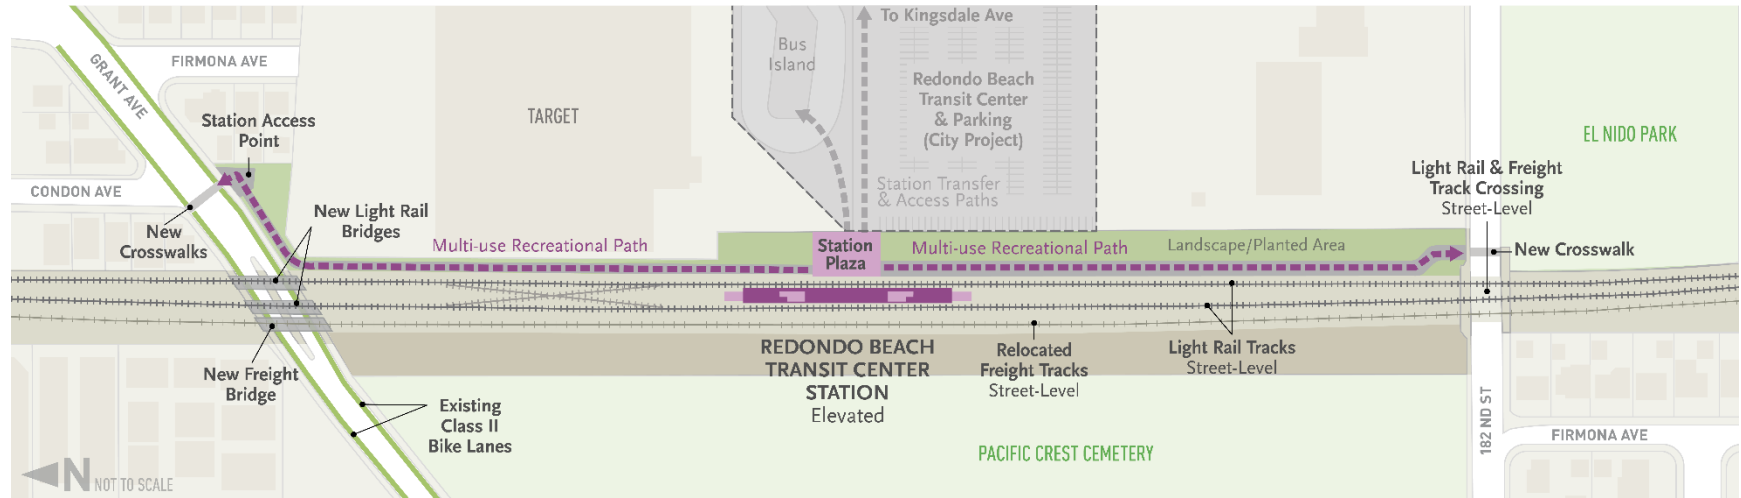 To Kingsdale Ave
Bus
Island
GRANT AVE
FIRMONA AVE
Redondo Beach
Transit Center
& Parking
(City Project)
TARGET
Station Access
Point
EL NIDO PARK
Light Rail & Freight
Track Crossing
Street-Level
CONDON AVE
Station Transfer
& Access Paths
New Light Rail
Bridges
New
Crosswalks
Multi-use Recreational Path
Station
Plaza
Multi-use Recreational Path
Landscape/Planted Area
New Crosswalk
REDONDO BEACH
TRANSIT CENTER
STATION
Elevated
Relocated
Freight Tracks
Street-Level
Light Rail Tracks
Street-Level
New Freight
Bridge
Existing
Class II
Bike Lanes
182 ND ST
FIRMONA AVE
PACIFIC CREST CEMETERY
N NOT TO SCALE